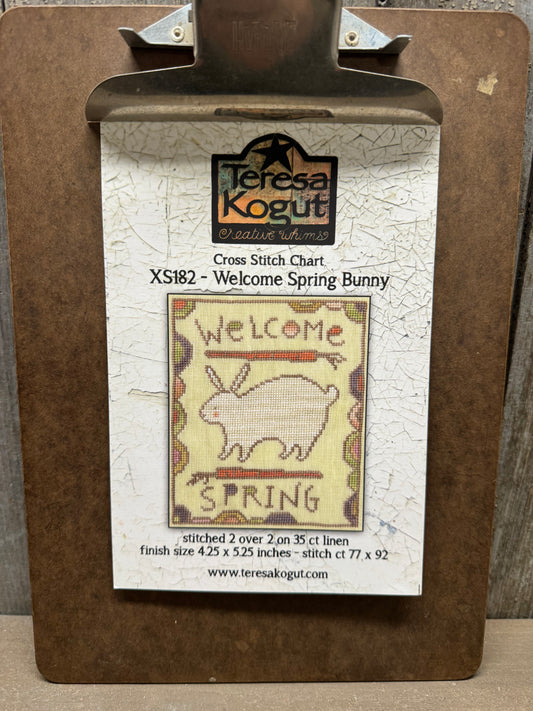 Teresa
Kogut
creative whims
Cross Stitch Chart
XS182 - Welcome Spring Bunny
WeLCOMe
SPRING
stitched 2 over 2 on 35 ct linen
finish size 4.25 x 5.25 inches - stitch ct 77 x 92
www.teresakogut.com